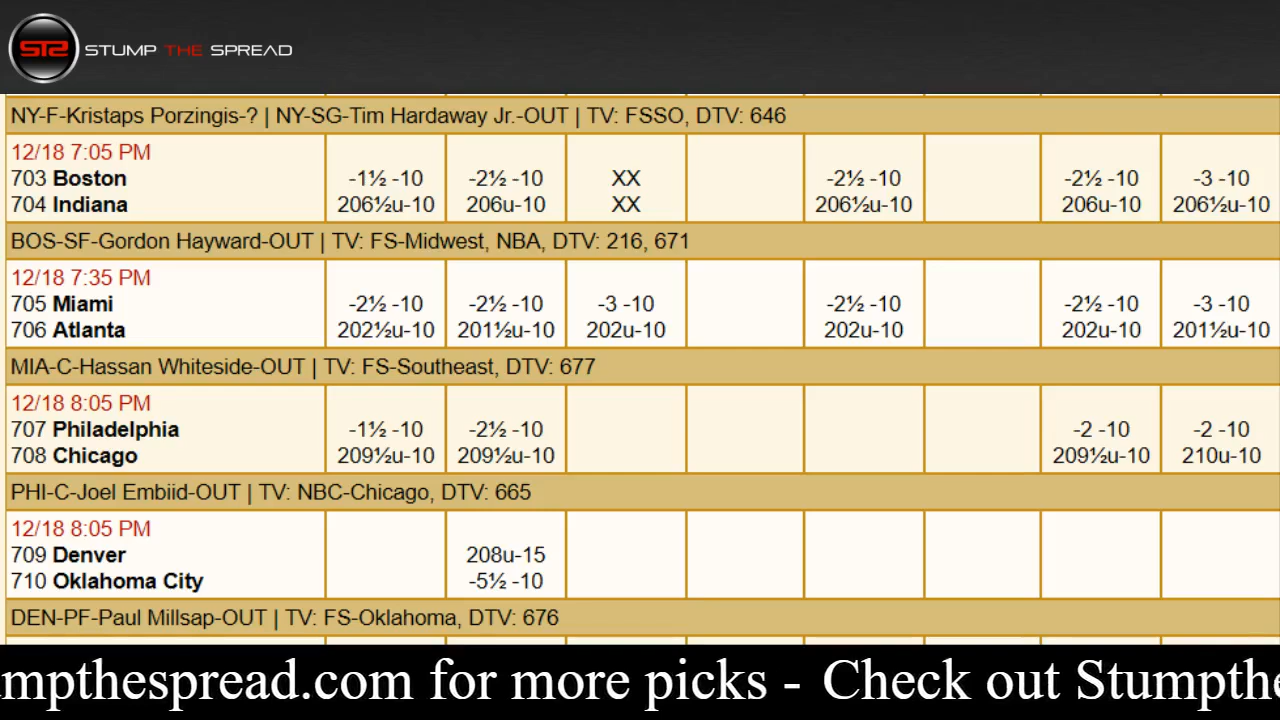 STS STUMP THE SPREAD
NY-F-Kristaps Porzingis-? | NY-SG-Tim Hardaway Jr.-OUT | TV: FSSO, DTV: 646
12/18 7:05 PM
703 Boston -1½ -10 -2½ -10 XX -2½ -10 -2½ -10 -3 -10
704 Indiana 206½u-10 206u-10 XX 206½u-10 206u-10 206½u-10
BOS-SF-Gordon Hayward-OUT | TV: FS-Midwest, NBA, DTV: 216, 671
12/18 7:35 PM
705 Miami -2½ -10 -2½ -10 -3 -10 -2½ -10 -2½ -10 -3 -10
706 Atlanta 202½u-10 201½u-10 202u-10 202u-10 202u-10 201½u-10
MIA-C-Hassan Whiteside-OUT | TV: FS-Southeast, DTV: 677
12/18 8:05 PM
707 Philadelphia -1½ -10 -2½ -10 -2 -10 -2 -10
708 Chicago 209½u-10 209½u-10 209½u-10 210u-10
PHI-C-Joel Embiid-OUT | TV: NBC-Chicago, DTV: 665
12/18 8:05 PM
709 Denver 208u-15
710 Oklahoma City -5½ -10
DEN-PF-Paul Millsap-OUT | TV: FS-Oklahoma, DTV: 676
umpthespread.com for more picks - Check out Stumpthe